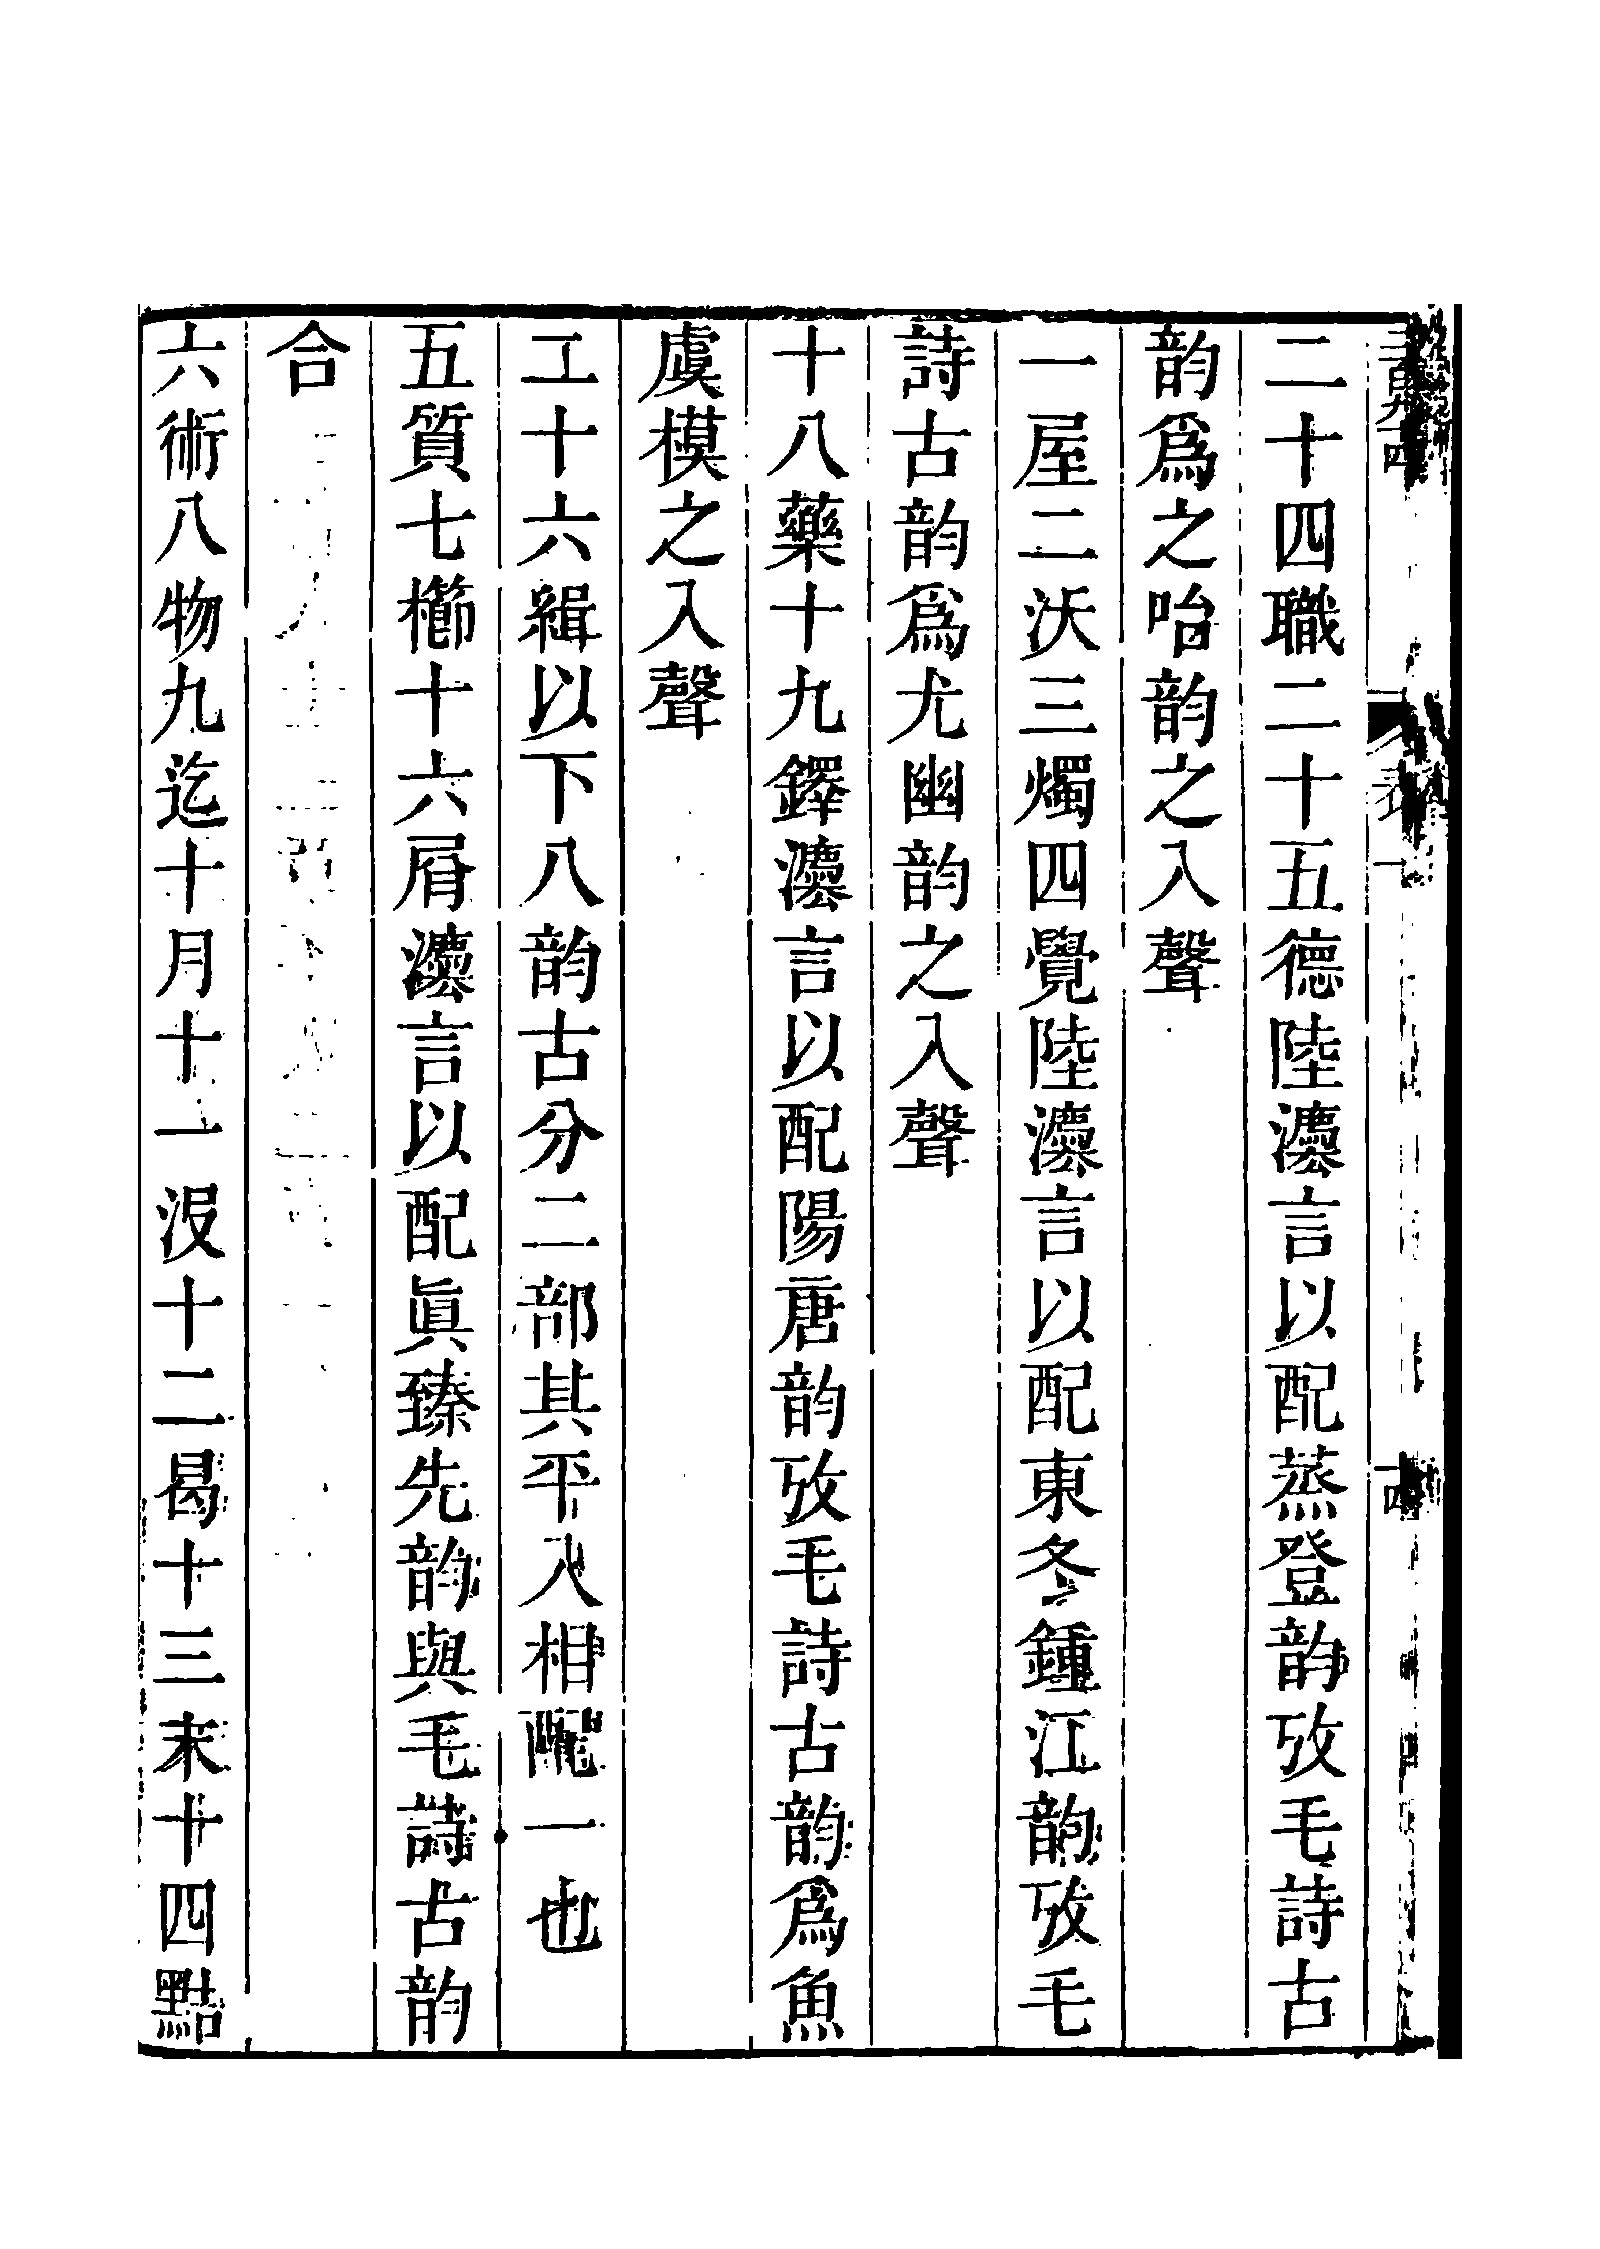 表一
十四
二十四職二十五德陸灋言以配蒸登韵攷毛詩古
韵爲之咍韵之入聲
一屋二沃三燭四覺陸灋言以配東冬鍾江韵攷毛
詩古韵爲尤幽韵之入聲
十八藥十九鐸灋言以配陽唐韵攷毛詩古韵爲魚
虞模之入聲
二十六緝以下八韵古分二部其平入相配一也
五質七櫛十六屑灋言以配眞臻先韵與毛詩古韵
合
六術八物九迄十月十一沒十二曷十三末十四黠